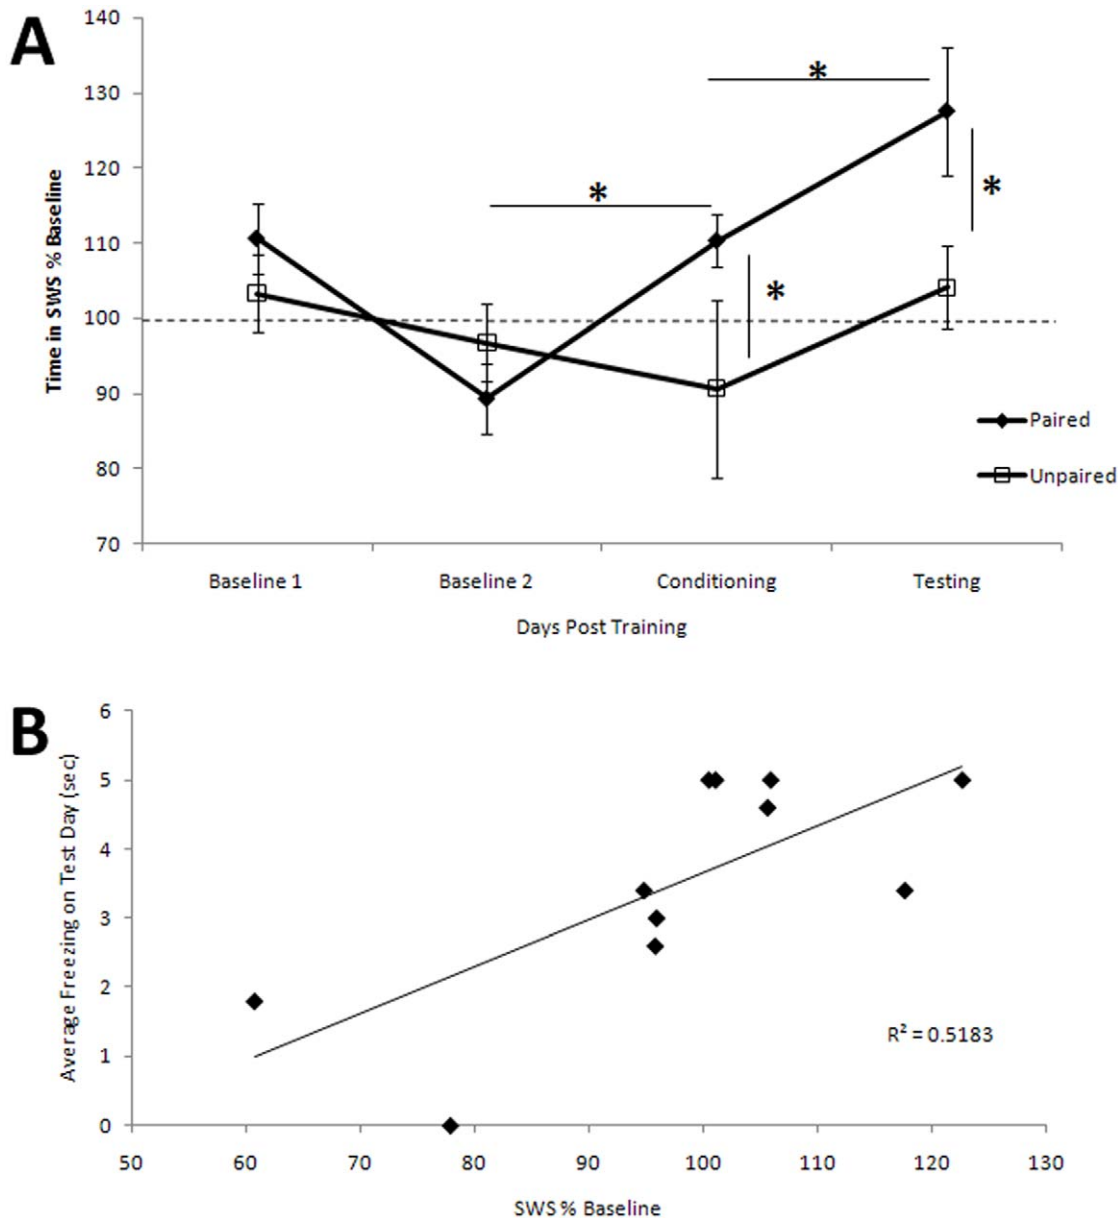 A
Time in SWS % Baseline
140
130
120
110
100
90
80
70
*
*
*
*
Paired
Unpaired
Baseline 1
Baseline 2
Conditioning
Testing
Days Post Training
B
Average Freezing on Test Day (sec)
6
5
4
3
2
1
0
R² = 0.5183
50
60
70
80
90
100
110
120
130
SWS % Baseline